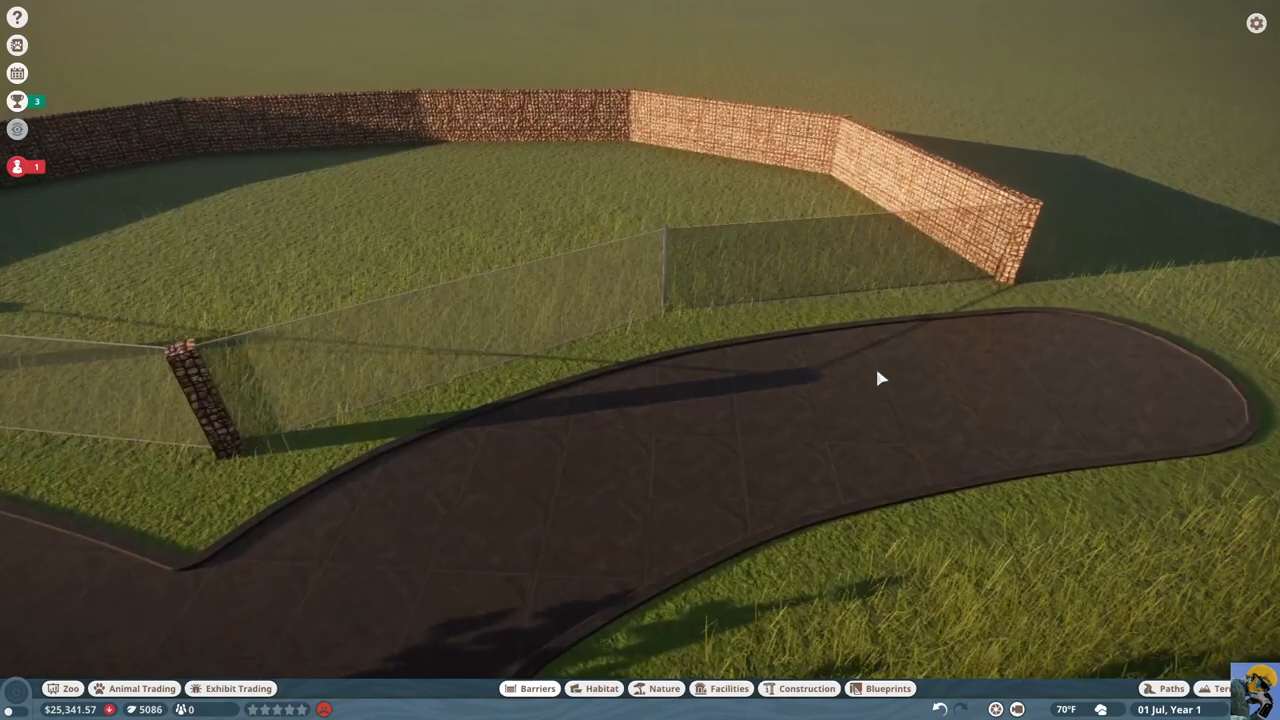 ?
3
1
Zoo
Animal Trading
Exhibit Trading
Barriers
Habitat
Nature
Facilities
Construction
Blueprints
Paths
Terr
$25,341.57
5086
0
70°F
01 Jul, Year 1